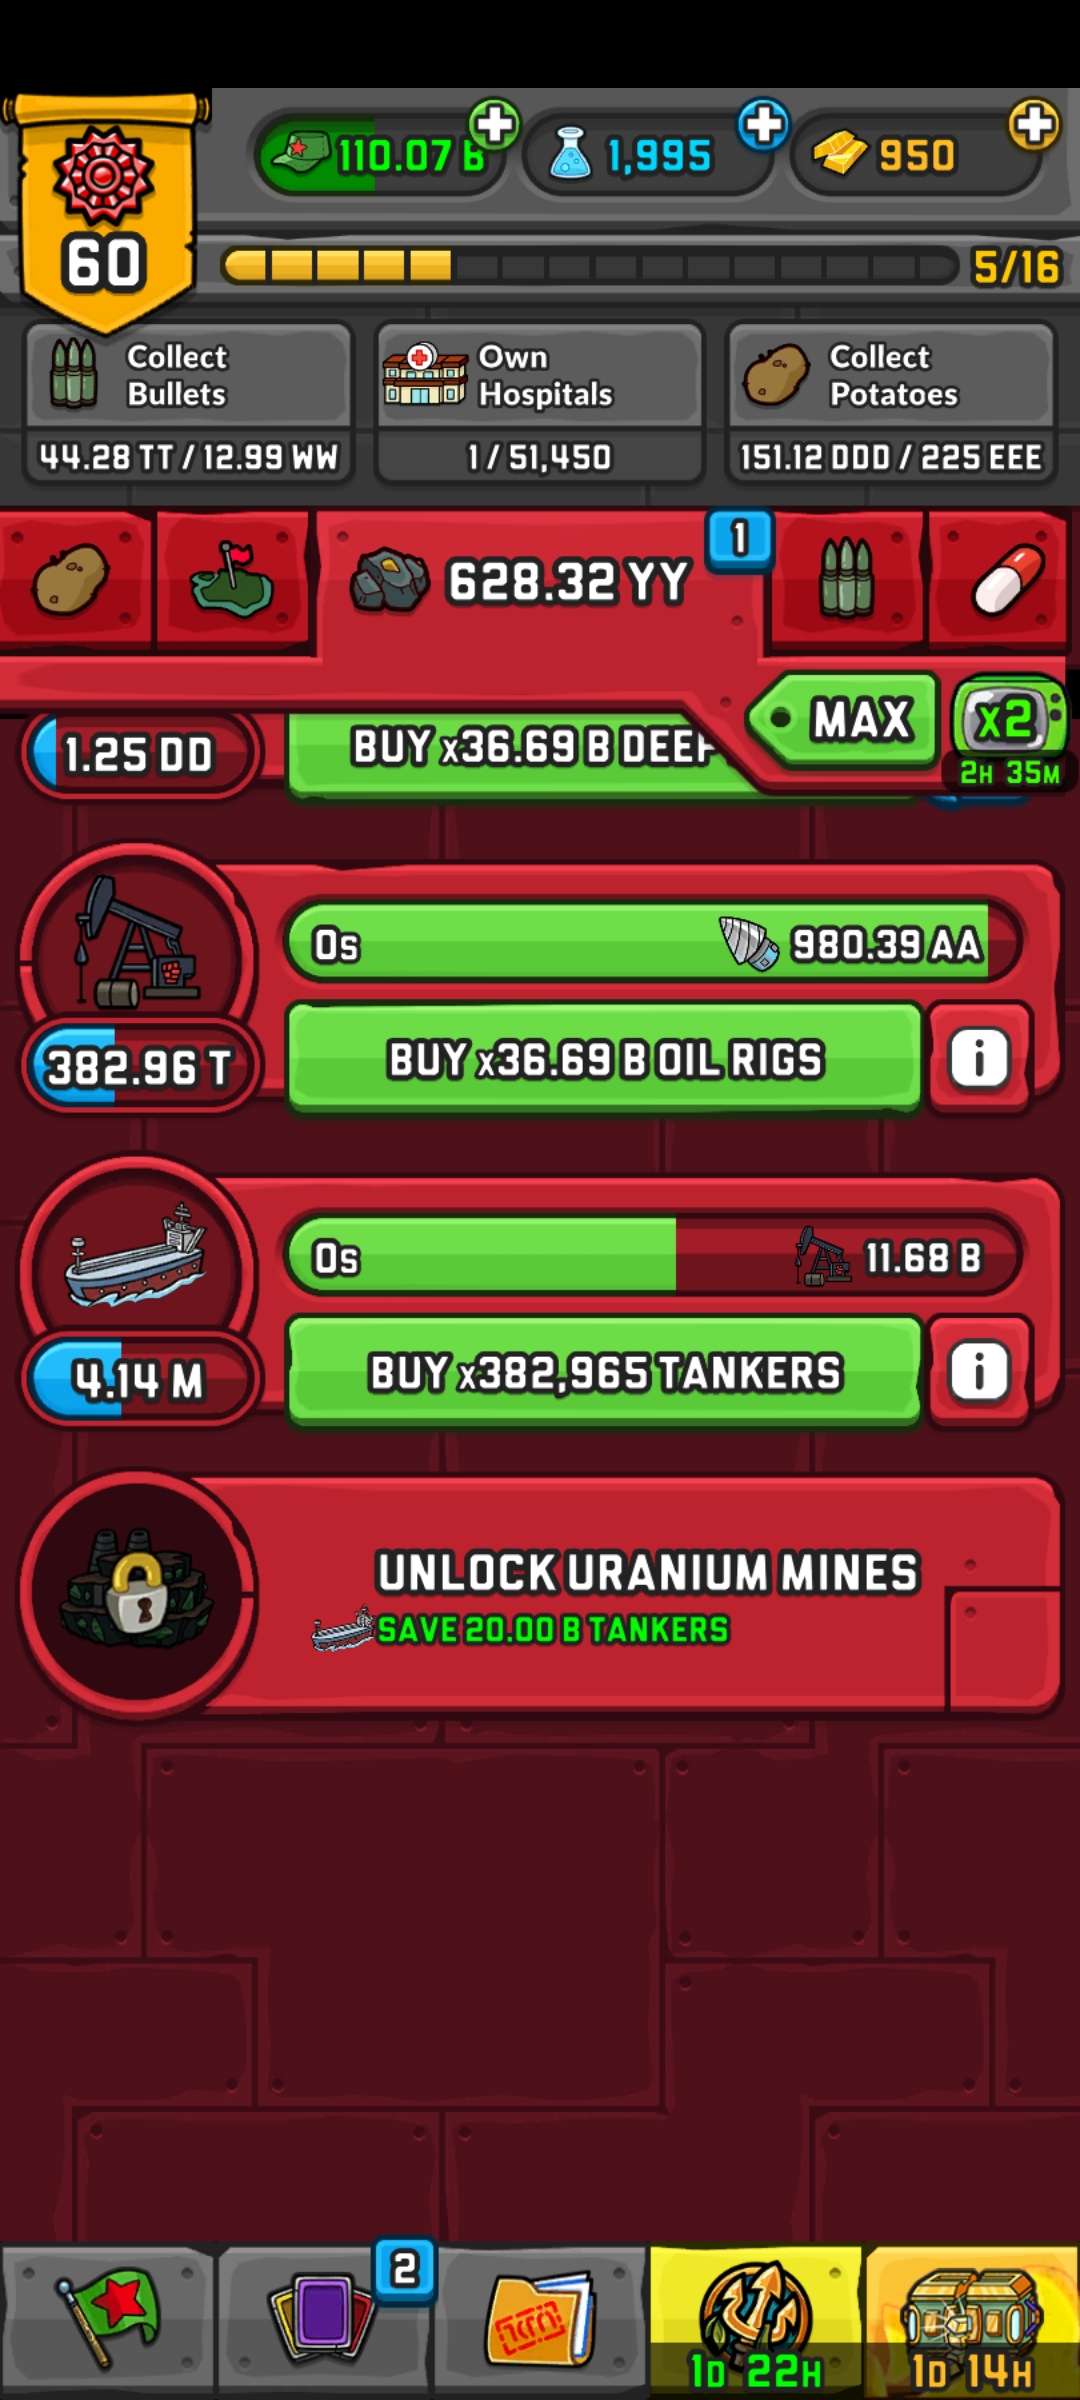 110.07 B
1,995
950
60
5/16
Collect
Bullets
44.28 TT / 12.99 WW
Own
Hospitals
1 / 51,450
Collect
Potatoes
151.12 DDD / 225 EEE
628.32 YY
1
MAX
x2
2H 35M
1.25 DD
BUY x36.69 B DEEP
0s
980.39 AA
382.96 T
BUY x36.69 B OIL RIGS
i
0s
11.68 B
4.14 M
BUY x382,965 TANKERS
i
UNLOCK URANIUM MINES
SAVE 20.00 B TANKERS
2
1D 22H
1D 14H